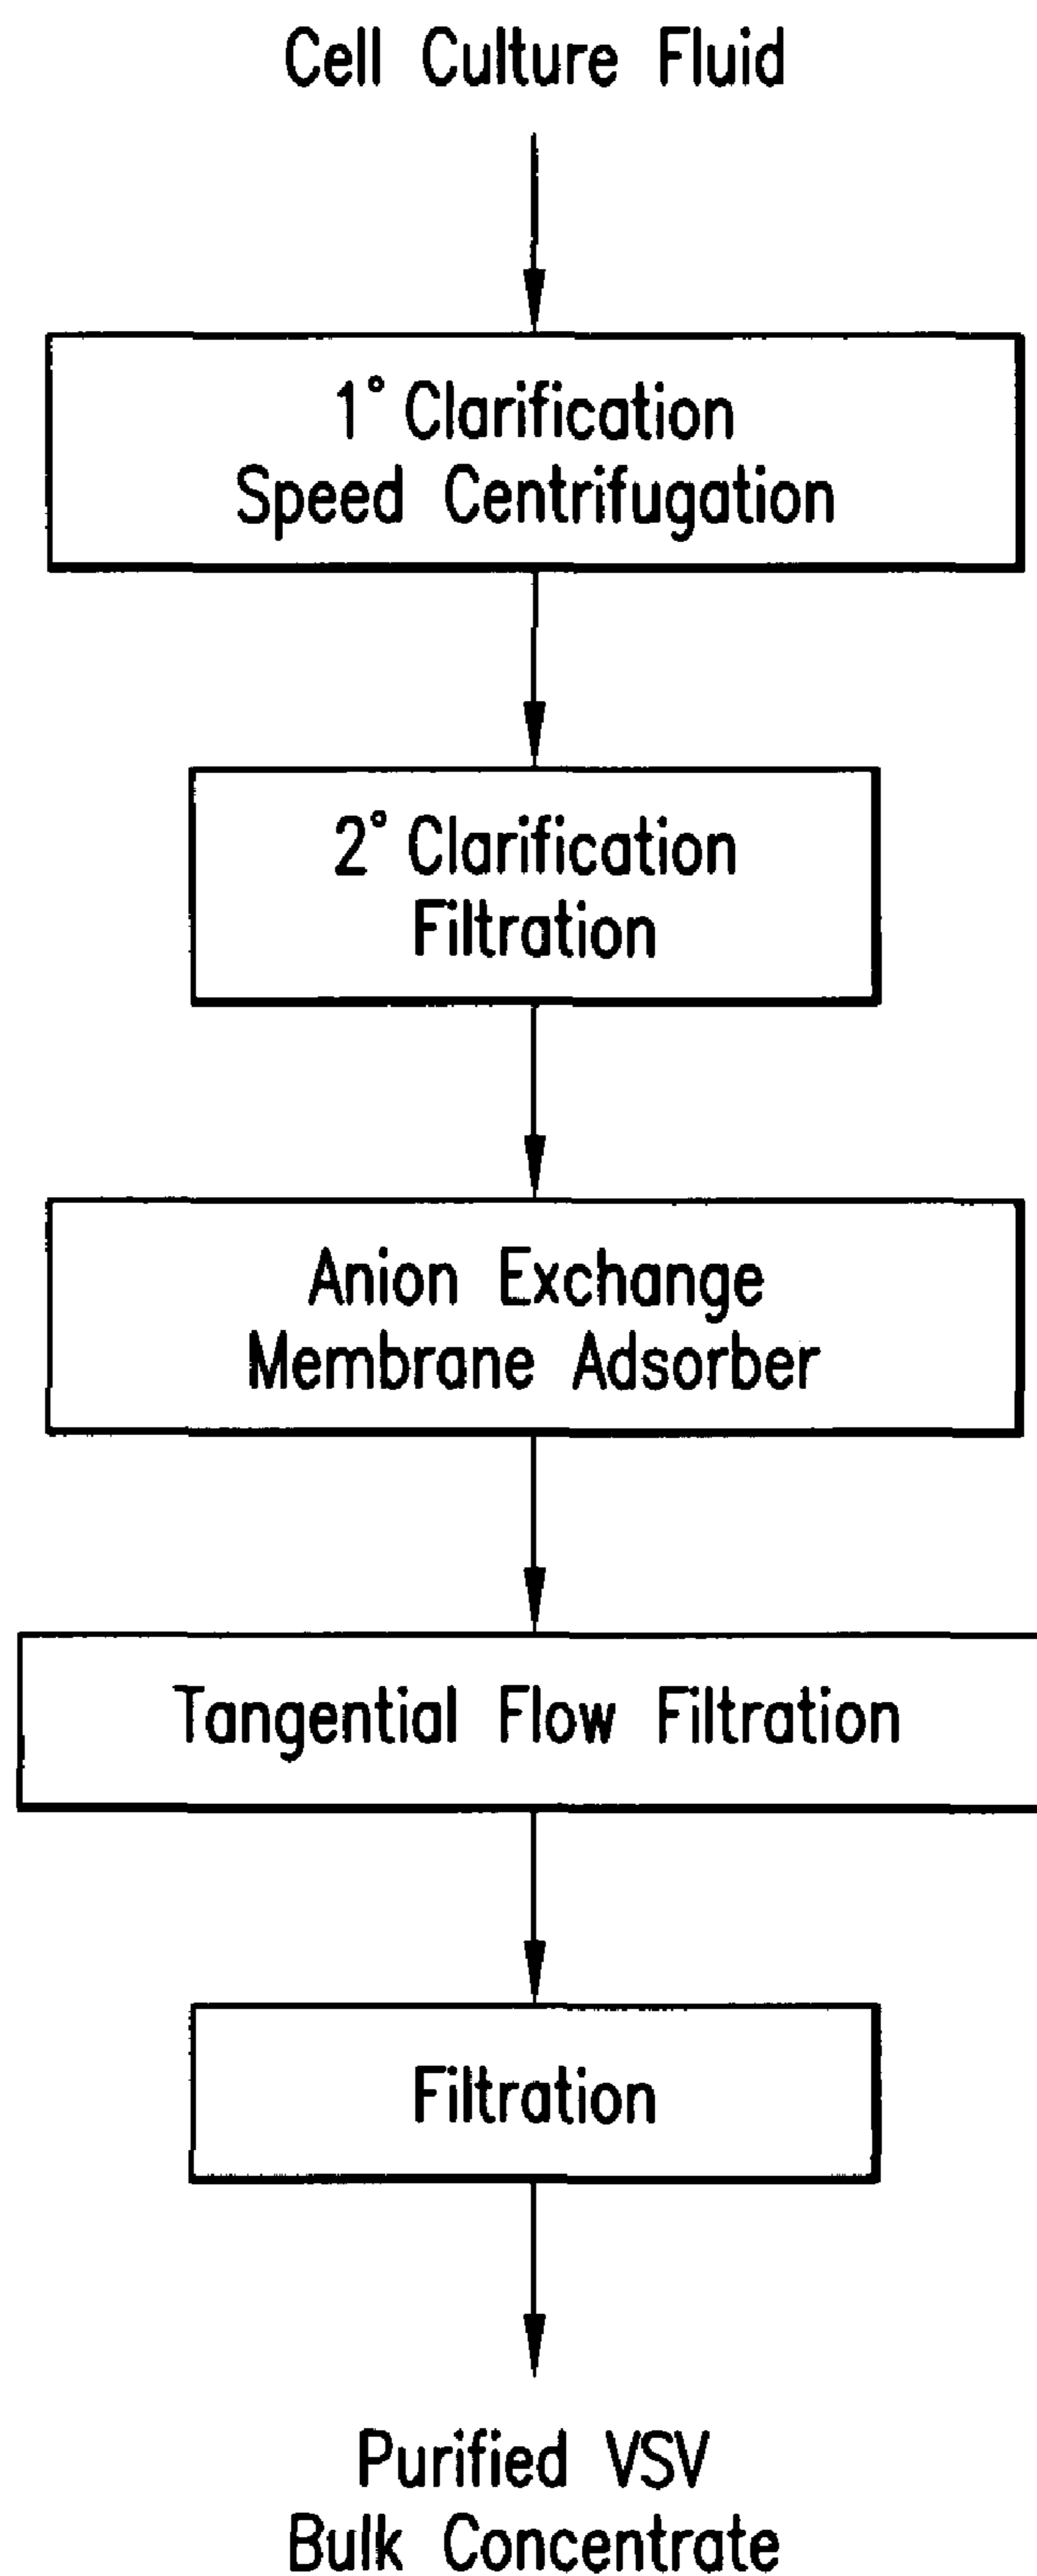 Cell Culture Fluid
1° Clarification
Speed Centrifugation
2° Clarification
Filtration
Anion Exchange
Membrane Adsorber
Tangential Flow Filtration
Filtration
Purified VSV
Bulk Concentrate